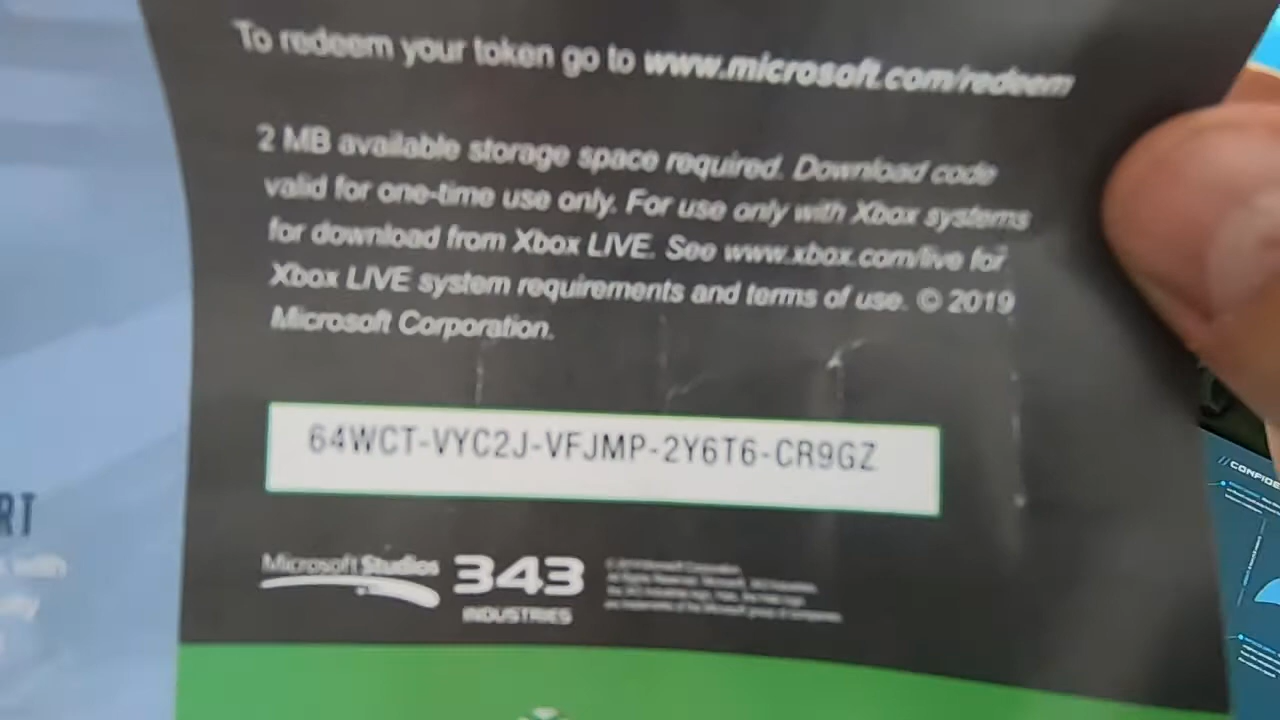 To redeem your token go to www.microsoft.com/redeem
2 MB available storage space required. Download code
valid for one-time use only. For use only with Xbox systems
for download from Xbox LIVE. See www.xbox.com/live for
Xbox LIVE system requirements and terms of use. © 2019
Microsoft Corporation.
64WCT-VYC2J-VFJMP-2Y6T6-CR9GZ
Microsoft Studios
343
INDUSTRIES
RT
with
//CONFIDE